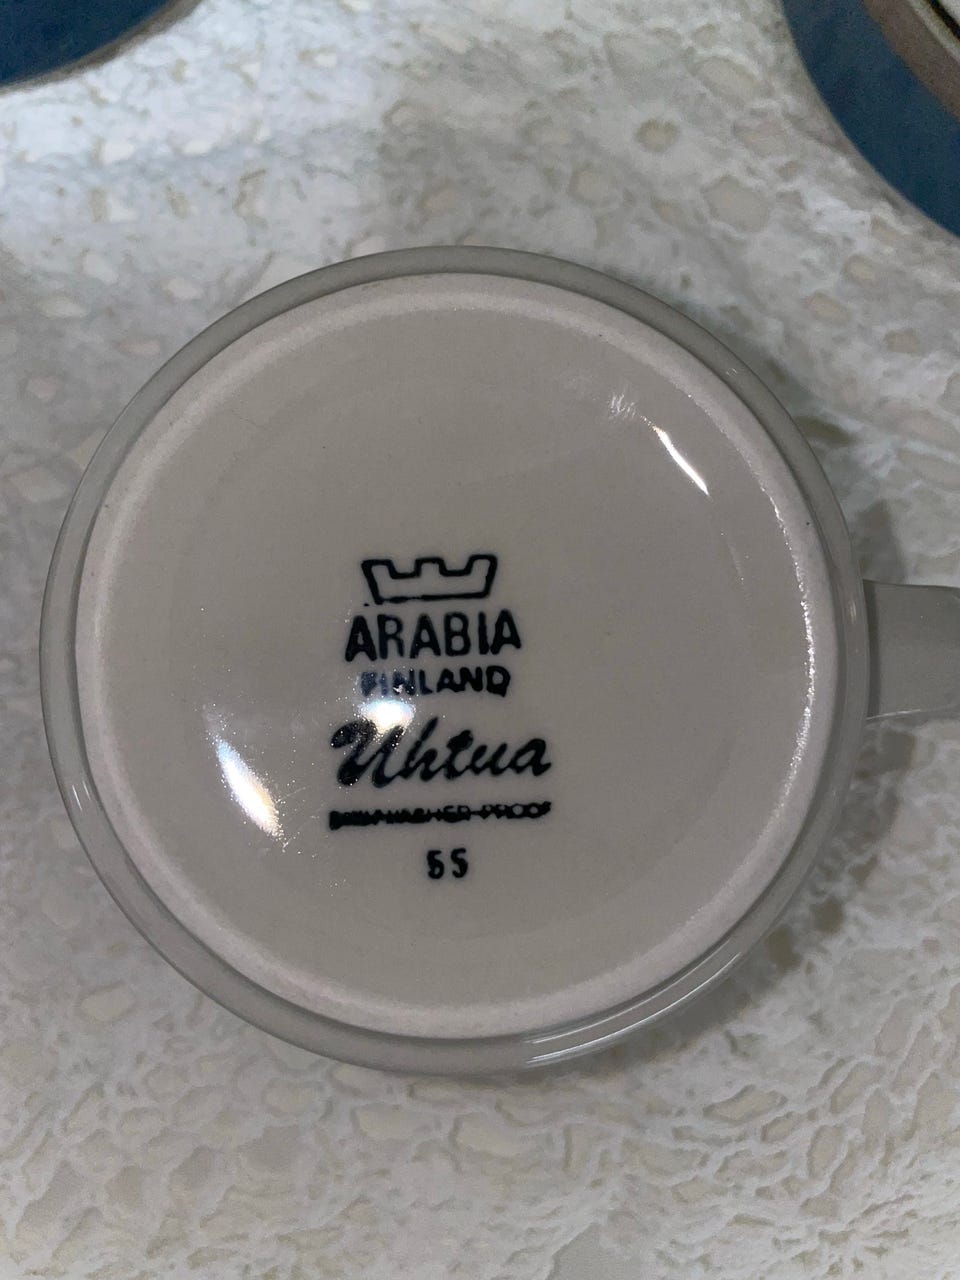 ARABIA
FINLAND
Uhtua
DISHWASHER-PROOF
55